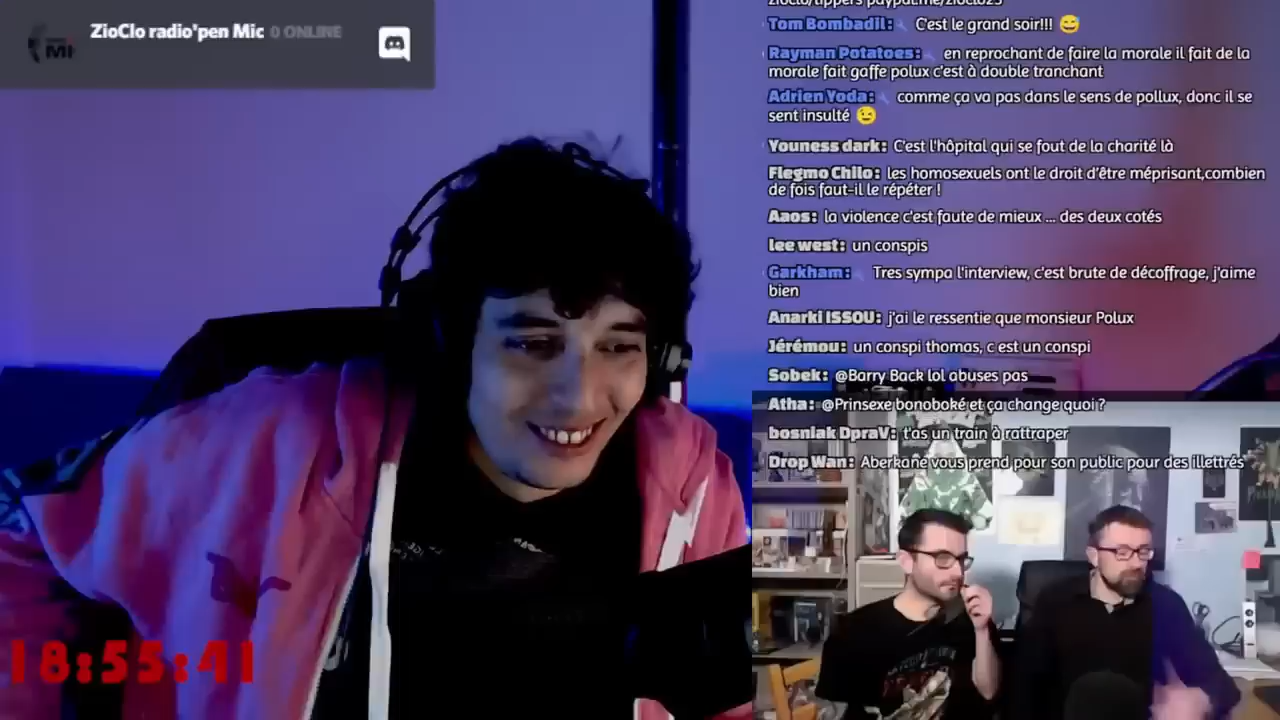 ZioClo radio'pen Mic 0 ONLINE
MI
zioclo/tippers paypal.me/zioclo25
Tom Bombadil: C'est le grand soir!!! 😅
Rayman Potatoes: en reprochant de faire la morale il fait de la
morale fait gaffe polux c'est à double tranchant
Adrien Yoda: comme ça va pas dans le sens de pollux, donc il se
sent insulté 😉
Youness dark: C'est l'hôpital qui se fout de la charité là
Flegmo Chilo: les homosexuels ont le droit d'être méprisant,combien
de fois faut-il le répéter !
Aaos: la violence c'est faute de mieux ... des deux cotés
lee west: un conspis
Garkham: Tres sympa l'interview, c'est brute de décoffrage, j'aime
bien
Anarki ISSOU: j'ai le ressentie que monsieur Polux
Jérémou: un conspi thomas, c est un conspi
Sobek: @Barry Back lol abuses pas
Atha: @Prinsexe bonoboké et ça change quoi ?
bosniak DpraV: t'as un train à rattraper
Drop Wan: Aberkane vous prend pour son public pour des illettrés
18:55:41